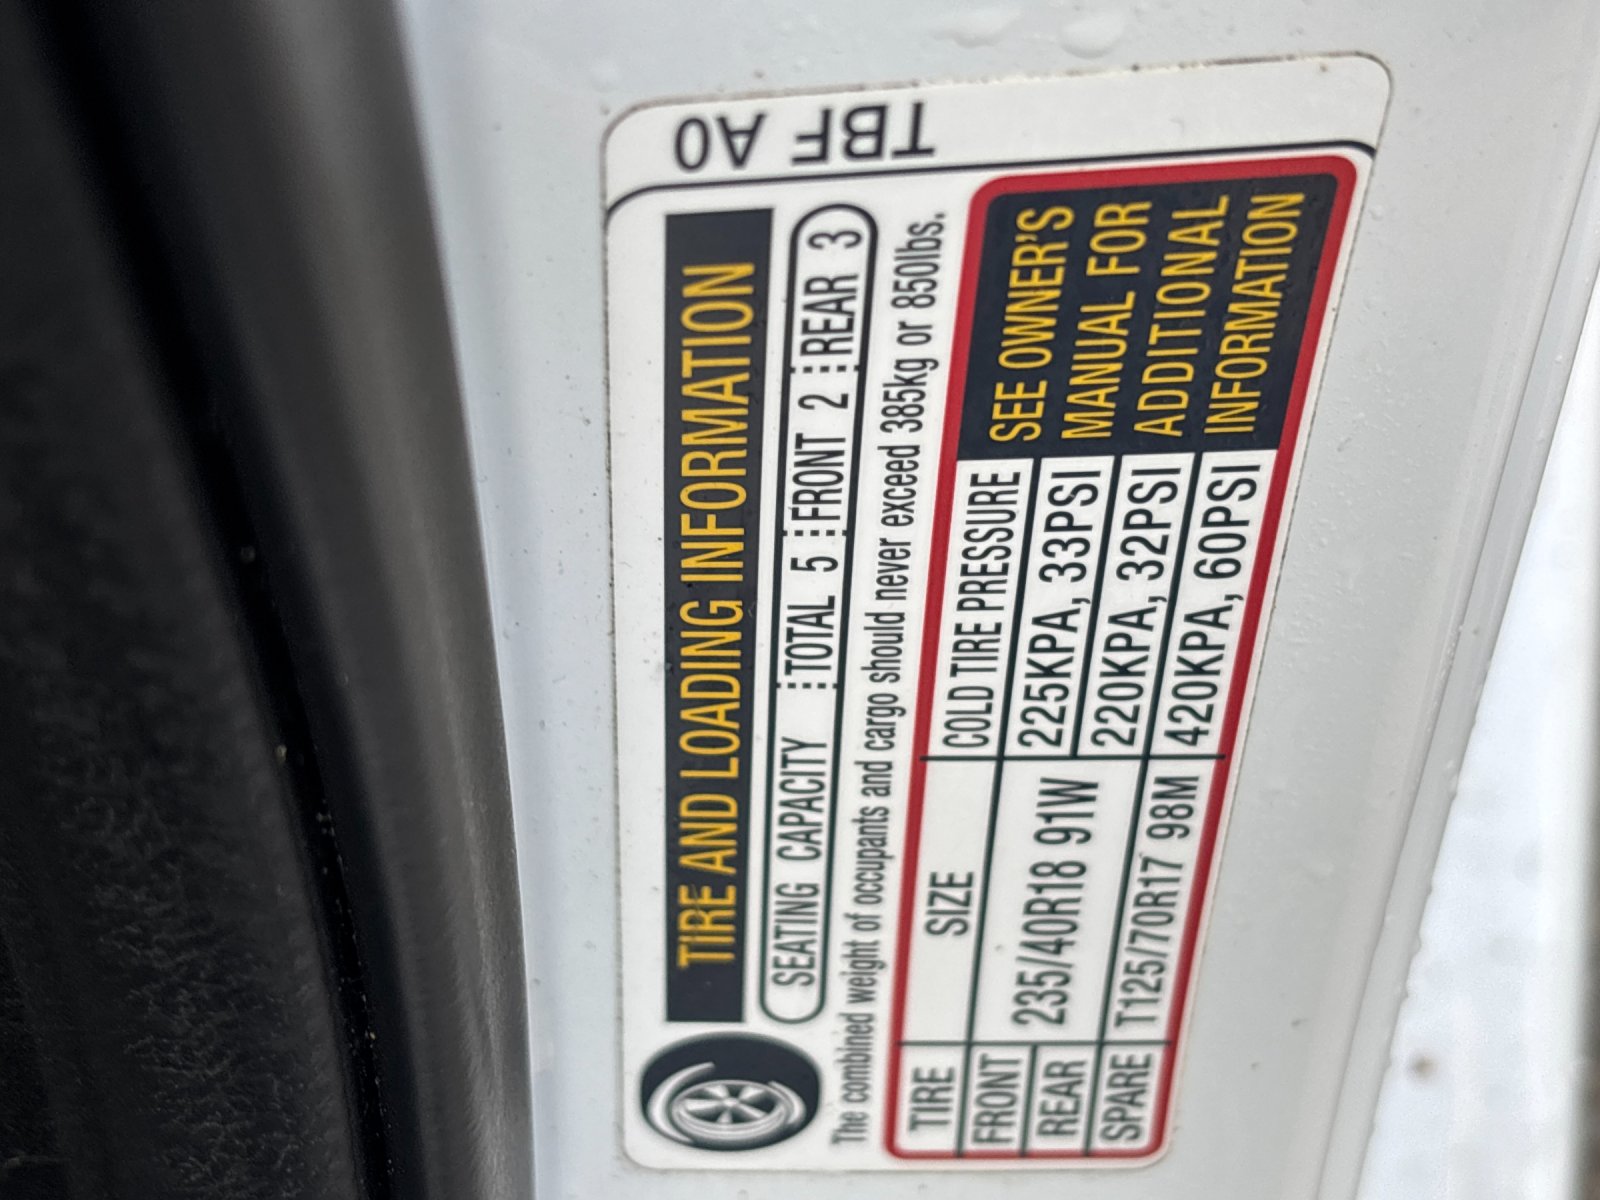 TBF A0
TIRE AND LOADING INFORMATION
SEATING CAPACITY TOTAL 5 FRONT 2 REAR 3
The combined weight of occupants and cargo should never exceed 385kg or 850lbs.
TIRE SIZE COLD TIRE PRESSURE
FRONT 235/40R18 91W 225KPA, 33PSI
REAR 220KPA, 32PSI
SPARE T125/70R17 98M 420KPA, 60PSI
SEE OWNER'S
MANUAL FOR
ADDITIONAL
INFORMATION